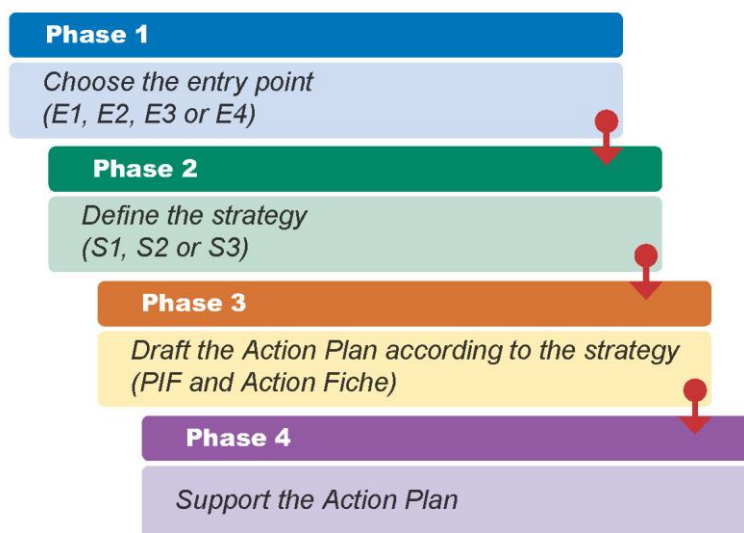 Phase 1
Choose the entry point
(E1, E2, E3 or E4)
Phase 2
Define the strategy
(S1, S2 or S3)
Phase 3
Draft the Action Plan according to the strategy
(PIF and Action Fiche)
Phase 4
Support the Action Plan